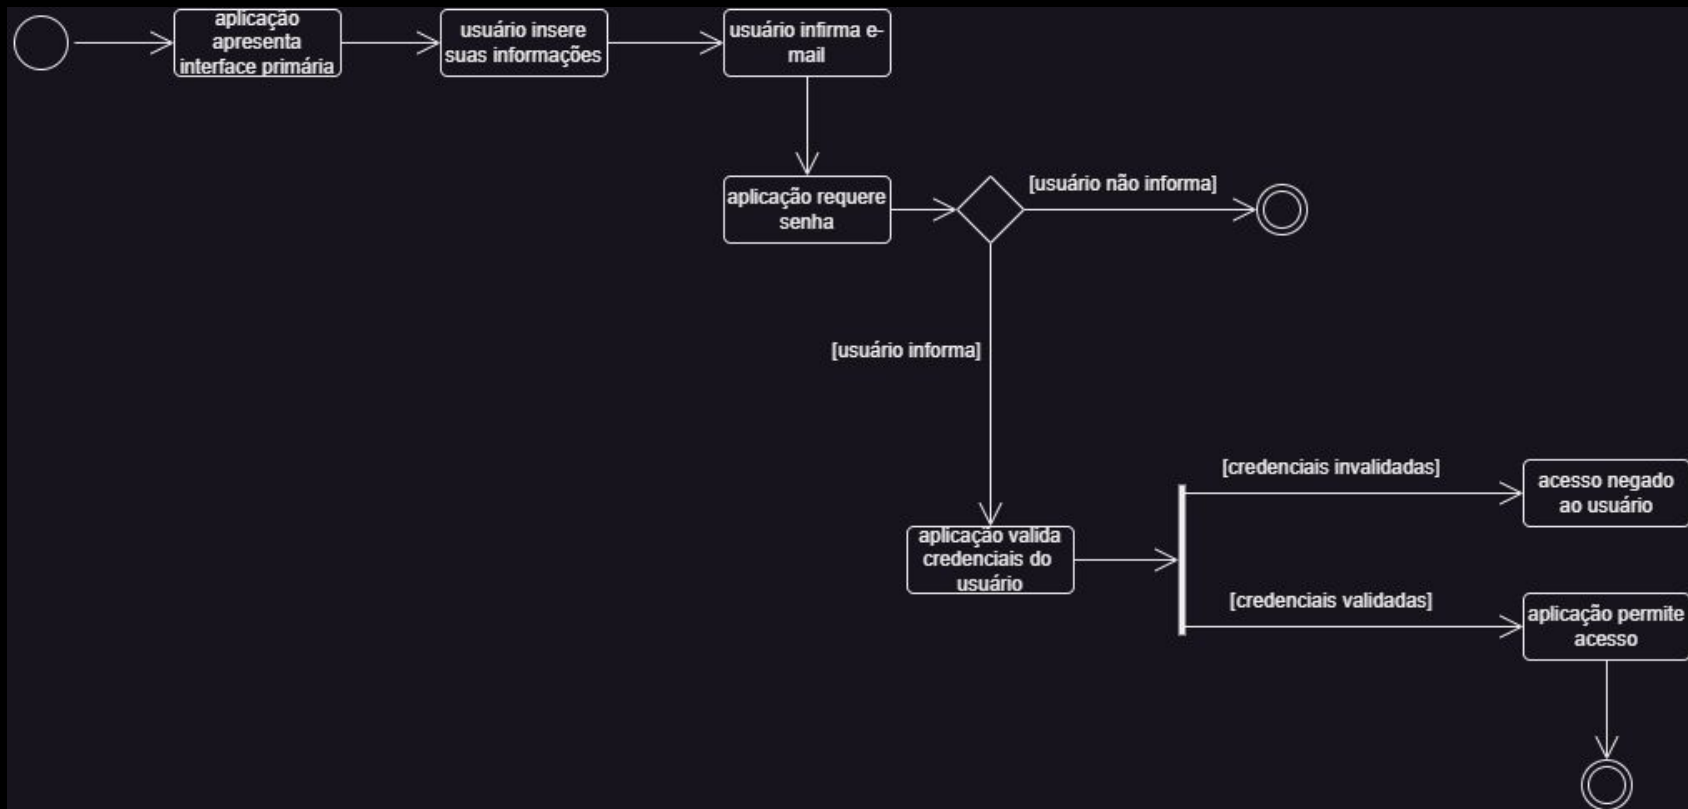 aplicação
apresenta
interface primária
usuário insere
suas informações
usuário infirma e-
mail
aplicação requere
senha
[usuário não informa]
[usuário informa]
aplicação valida
credenciais do
usuário
[credenciais invalidadas]
acesso negado
ao usuário
[credenciais validadas]
aplicação permite
acesso